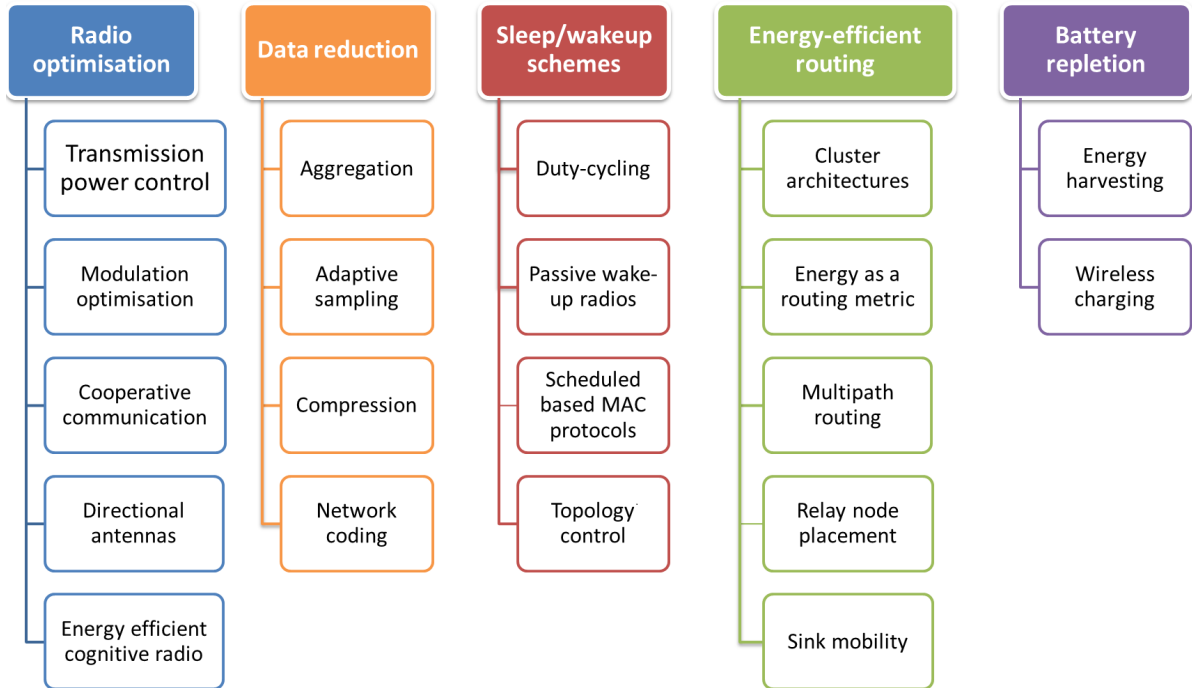 Radio
optimisation
Transmission
power control
Modulation
optimisation
Cooperative
communication
Directional
antennas
Energy efficient
cognitive radio
Data reduction
Aggregation
Adaptive
sampling
Compression
Network
coding
Sleep/wakeup
schemes
Duty-cycling
Passive wake-
up radios
Scheduled
based MAC
protocols
Topology
control
Energy-efficient
routing
Cluster
architectures
Energy as a
routing metric
Multipath
routing
Relay node
placement
Sink mobility
Battery
repletion
Energy
harvesting
Wireless
charging